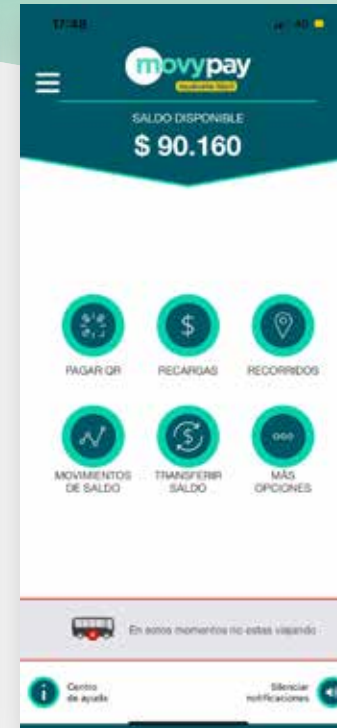 17:48
4G
movypay
SALDO DISPONIBLE
$ 90.160
PAGAR QR
RECARGAS
RECORRIDOS
MOVIMIENTOS
DE SALDO
TRANSFERIR
SALDO
MÁS
OPCIONES
En estos momentos no estas viajando
Centro
de ayuda
Silenciar
notificaciones